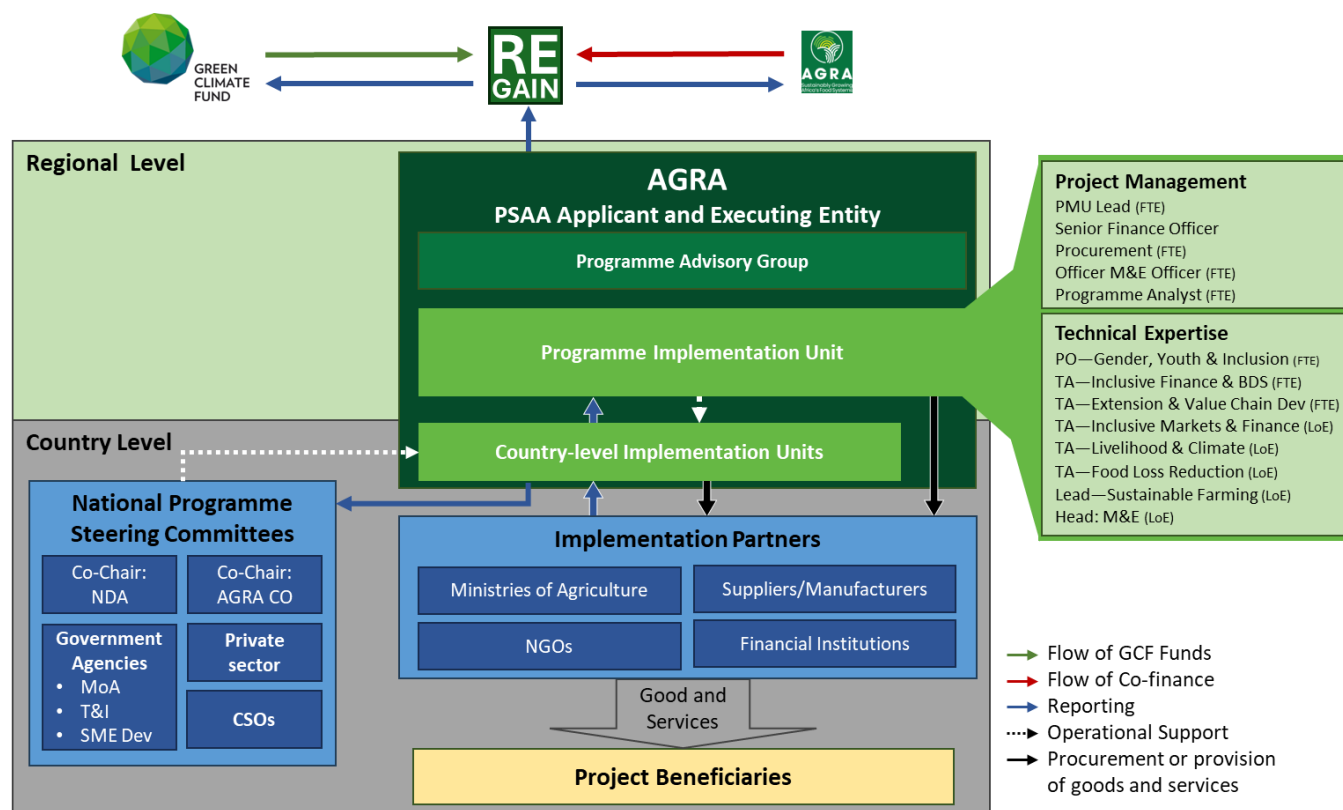 GREEN
CLIMATE
FUND
RE
GAIN
AGRA
Sustainably Growing
Africa's Food Systems
Regional Level
AGRA
PSAA Applicant and Executing Entity
Programme Advisory Group
Programme Implementation Unit
Project Management
PMU Lead (FTE)
Senior Finance Officer
Procurement (FTE)
Officer M&E Officer (FTE)
Programme Analyst (FTE)
Technical Expertise
PO—Gender, Youth & Inclusion (FTE)
TA—Inclusive Finance & BDS (FTE)
TA—Extension & Value Chain Dev (FTE)
TA—Inclusive Markets & Finance (LoE)
TA—Livelihood & Climate (LoE)
TA—Food Loss Reduction (LoE)
Lead—Sustainable Farming (LoE)
Head: M&E (LoE)
Country Level
Country-level Implementation Units
National Programme
Steering Committees
Co-Chair:
NDA
Co-Chair:
AGRA CO
Government
Agencies
• MoA
• T&I
• SME Dev
Private
sector
CSOs
Implementation Partners
Ministries of Agriculture
Suppliers/Manufacturers
NGOs
Financial Institutions
Good and
Services
Project Beneficiaries
Flow of GCF Funds
Flow of Co-finance
Reporting
Operational Support
Procurement or provision
of goods and services